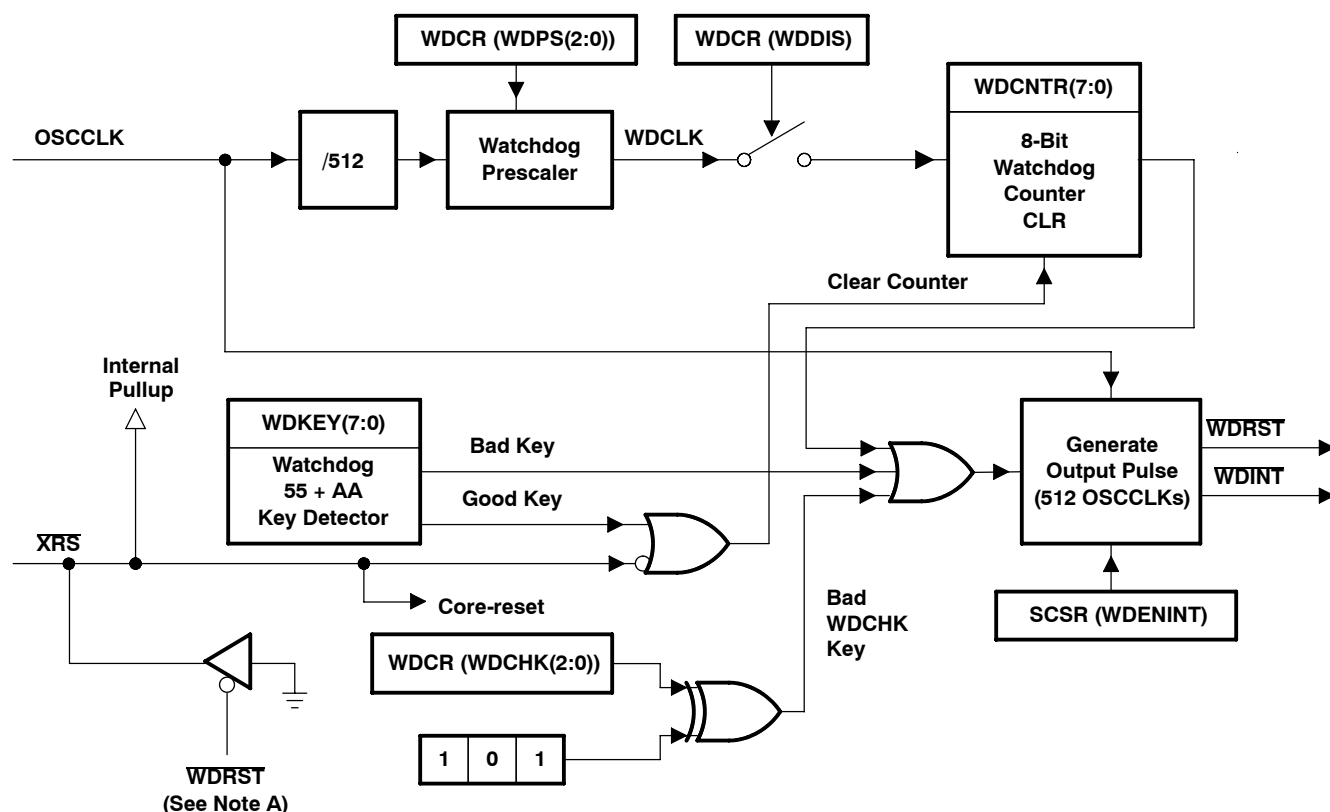 WDCR (WDPS(2:0))
WDCR (WDDIS)
WDCNTR(7:0)
OSCCLK
/512
Watchdog
Prescaler
WDCLK
8-Bit
Watchdog
Counter
CLR
Clear Counter
Internal
Pullup
WDKEY(7:0)
Watchdog
55 + AA
Key Detector
Bad Key
Good Key
Generate
Output Pulse
(512 OSCCLKs)
WDRST
WDINT
XRS
Core-reset
Bad
WDCHK
Key
SCSR (WDENINT)
WDCR (WDCHK(2:0))
1 0 1
WDRST
(See Note A)